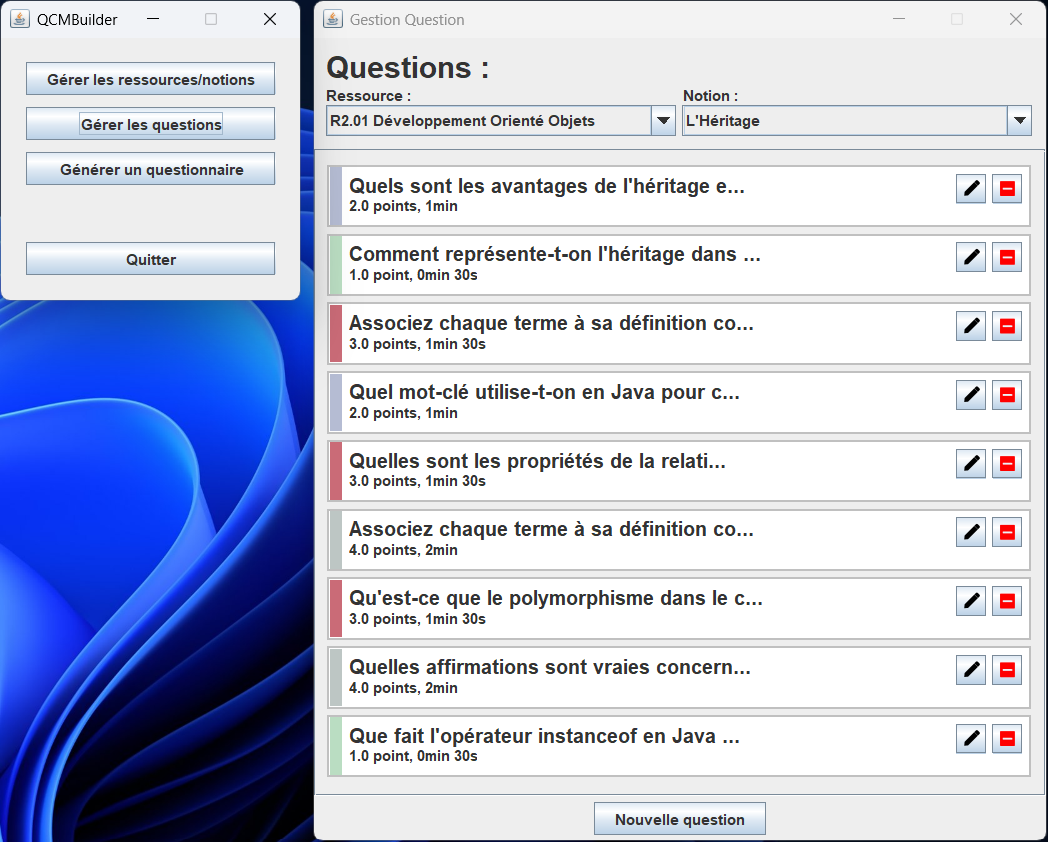 QCMBuilder
Gérer les ressources/notions
Gérer les questions
Générer un questionnaire
Quitter
Gestion Question
Questions :
Ressource :
Notion :
R2.01 Développement Orienté Objets
L'Héritage
Quels sont les avantages de l'héritage e...
2.0 points, 1min
Comment représente-t-on l'héritage dans ...
1.0 point, 0min 30s
Associez chaque terme à sa définition co...
3.0 points, 1min 30s
Quel mot-clé utilise-t-on en Java pour c...
2.0 points, 1min
Quelles sont les propriétés de la relati...
3.0 points, 1min 30s
Associez chaque terme à sa définition co...
4.0 points, 2min
Qu'est-ce que le polymorphisme dans le c...
3.0 points, 1min 30s
Quelles affirmations sont vraies concern...
4.0 points, 2min
Que fait l'opérateur instanceof en Java ...
1.0 point, 0min 30s
Nouvelle question